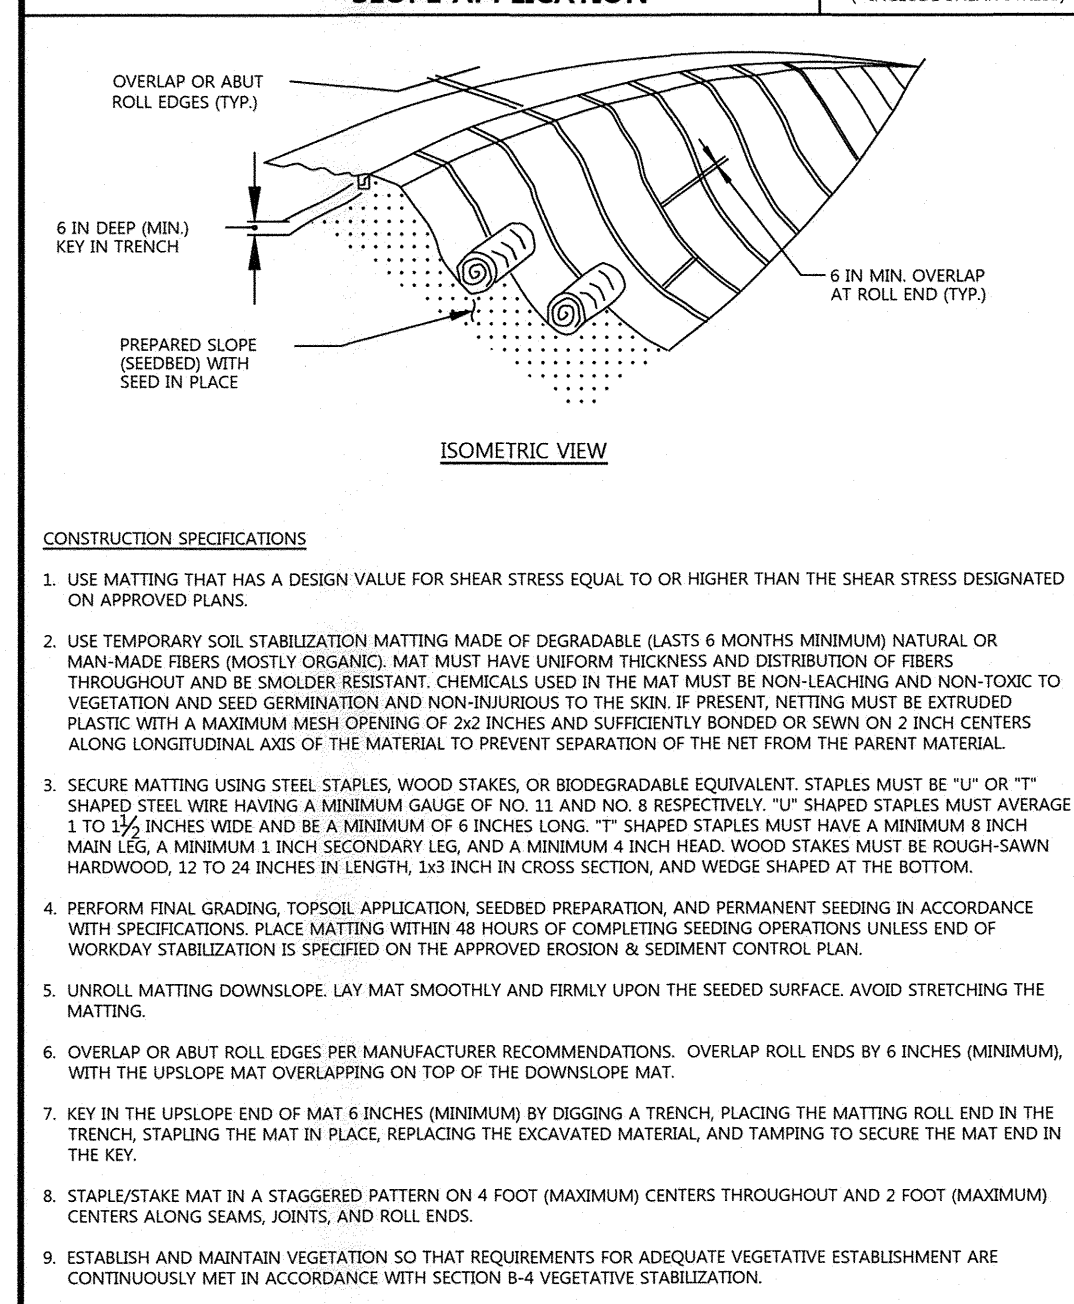 OVERLAP OR ABUT
ROLL EDGES (TYP.)
6 IN DEEP (MIN.)
KEY IN TRENCH
6 IN MIN. OVERLAP
AT ROLL END (TYP.)
PREPARED SLOPE
(SEEDBED) WITH
SEED IN PLACE
ISOMETRIC VIEW
CONSTRUCTION SPECIFICATIONS
1. USE MATTING THAT HAS A DESIGN VALUE FOR SHEAR STRESS EQUAL TO OR HIGHER THAN THE SHEAR STRESS DESIGNATED
ON APPROVED PLANS.
2. USE TEMPORARY SOIL STABILIZATION MATTING MADE OF DEGRADABLE (LASTS 6 MONTHS MINIMUM) NATURAL OR
MAN-MADE FIBERS (MOSTLY ORGANIC). MAT MUST HAVE UNIFORM THICKNESS AND DISTRIBUTION OF FIBERS
THROUGHOUT AND BE SMOLDER RESISTANT. CHEMICALS USED IN THE MAT MUST BE NON-LEACHING AND NON-TOXIC TO
VEGETATION AND SEED GERMINATION AND NON-INJURIOUS TO THE SKIN. IF PRESENT, NETTING MUST BE EXTRUDED
PLASTIC WITH A MAXIMUM MESH OPENING OF 2x2 INCHES AND SUFFICIENTLY BONDED OR SEWN ON 2 INCH CENTERS
ALONG LONGITUDINAL AXIS OF THE MATERIAL TO PREVENT SEPARATION OF THE NET FROM THE PARENT MATERIAL.
3. SECURE MATTING USING STEEL STAPLES, WOOD STAKES, OR BIODEGRADABLE EQUIVALENT. STAPLES MUST BE "U" OR "T"
SHAPED STEEL WIRE HAVING A MINIMUM GAUGE OF NO. 11 AND NO. 8 RESPECTIVELY. "U" SHAPED STAPLES MUST AVERAGE
1 TO 1 1/2 INCHES WIDE AND BE A MINIMUM OF 6 INCHES LONG. "T" SHAPED STAPLES MUST HAVE A MINIMUM 8 INCH
MAIN LEG, A MINIMUM 1 INCH SECONDARY LEG, AND A MINIMUM 4 INCH HEAD. WOOD STAKES MUST BE ROUGH-SAWN
HARDWOOD, 12 TO 24 INCHES IN LENGTH, 1x3 INCH IN CROSS SECTION, AND WEDGE SHAPED AT THE BOTTOM.
4. PERFORM FINAL GRADING, TOPSOIL APPLICATION, SEEDBED PREPARATION, AND PERMANENT SEEDING IN ACCORDANCE
WITH SPECIFICATIONS. PLACE MATTING WITHIN 48 HOURS OF COMPLETING SEEDING OPERATIONS UNLESS END OF
WORKDAY STABILIZATION IS SPECIFIED ON THE APPROVED EROSION & SEDIMENT CONTROL PLAN.
5. UNROLL MATTING DOWNSLOPE. LAY MAT SMOOTHLY AND FIRMLY UPON THE SEEDED SURFACE. AVOID STRETCHING THE
MATTING.
6. OVERLAP OR ABUT ROLL EDGES PER MANUFACTURER RECOMMENDATIONS. OVERLAP ROLL ENDS BY 6 INCHES (MINIMUM),
WITH THE UPSLOPE MAT OVERLAPPING ON TOP OF THE DOWNSLOPE MAT.
7. KEY IN THE UPSLOPE END OF MAT 6 INCHES (MINIMUM) BY DIGGING A TRENCH, PLACING THE MATTING ROLL END IN THE
TRENCH, STAPLING THE MAT IN PLACE, REPLACING THE EXCAVATED MATERIAL, AND TAMPING TO SECURE THE MAT END IN
THE KEY.
8. STAPLE/STAKE MAT IN A STAGGERED PATTERN ON 4 FOOT (MAXIMUM) CENTERS THROUGHOUT AND 2 FOOT (MAXIMUM)
CENTERS ALONG SEAMS, JOINTS, AND ROLL ENDS.
9. ESTABLISH AND MAINTAIN VEGETATION SO THAT REQUIREMENTS FOR ADEQUATE VEGETATIVE ESTABLISHMENT ARE
CONTINUOUSLY MET IN ACCORDANCE WITH SECTION B-4 VEGETATIVE STABILIZATION.